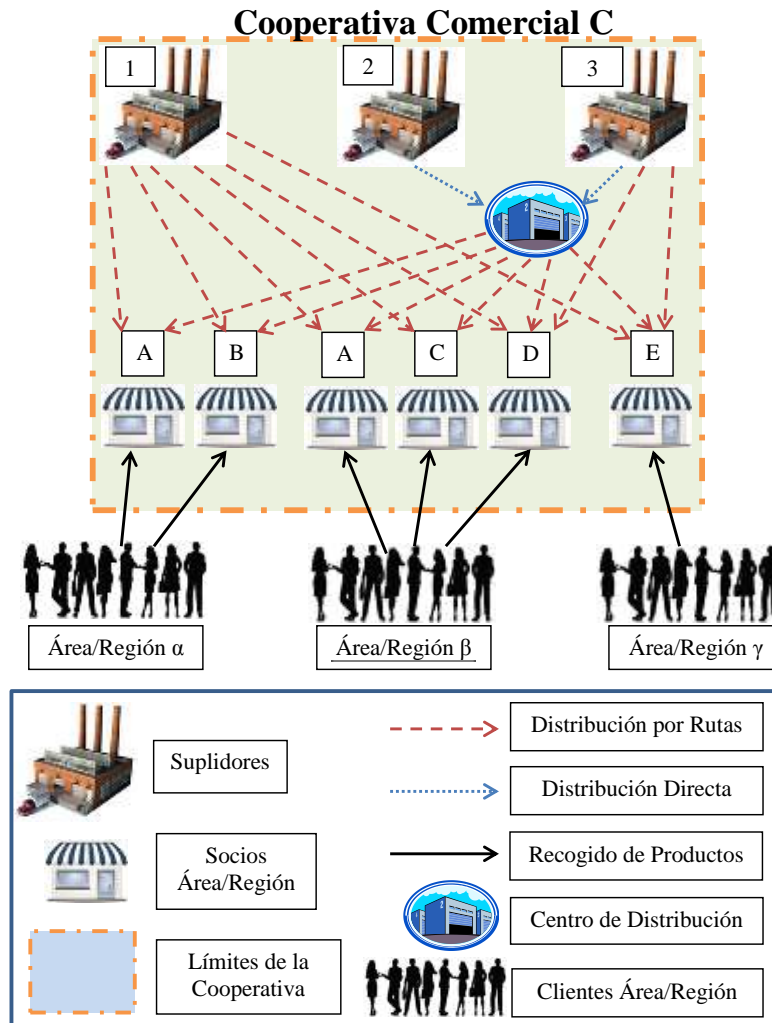 Cooperativa Comercial C
1
2
3
A
B
A
C
D
E
Área/Región α
Área/Región β
Área/Región γ
Suplidores
Distribución por Rutas
Distribución Directa
Socios
Área/Región
Recogido de Productos
Centro de Distribución
Límites de la
Cooperativa
Clientes Área/Región